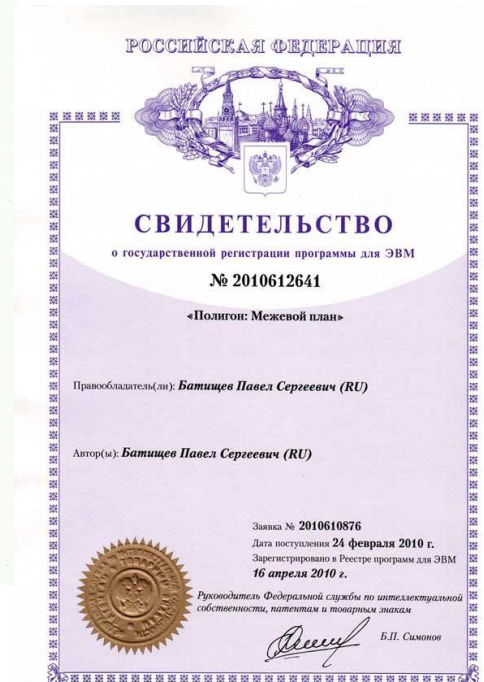 РОССИЙСКАЯ ФЕДЕРАЦИЯ
СВИДЕТЕЛЬСТВО
о государственной регистрации программы для ЭВМ
№ 2010612641
«Полигон: Межевой план»
Правообладатель(ли): Батищев Павел Сергеевич (RU)
Автор(ы): Батищев Павел Сергеевич (RU)
Заявка № 2010610876
Дата поступления 24 февраля 2010 г.
Зарегистрировано в Реестре программ для ЭВМ
16 апреля 2010 г.
Руководитель Федеральной службы по интеллектуальной
собственности, патентам и товарным знакам
Б.П. Симонов